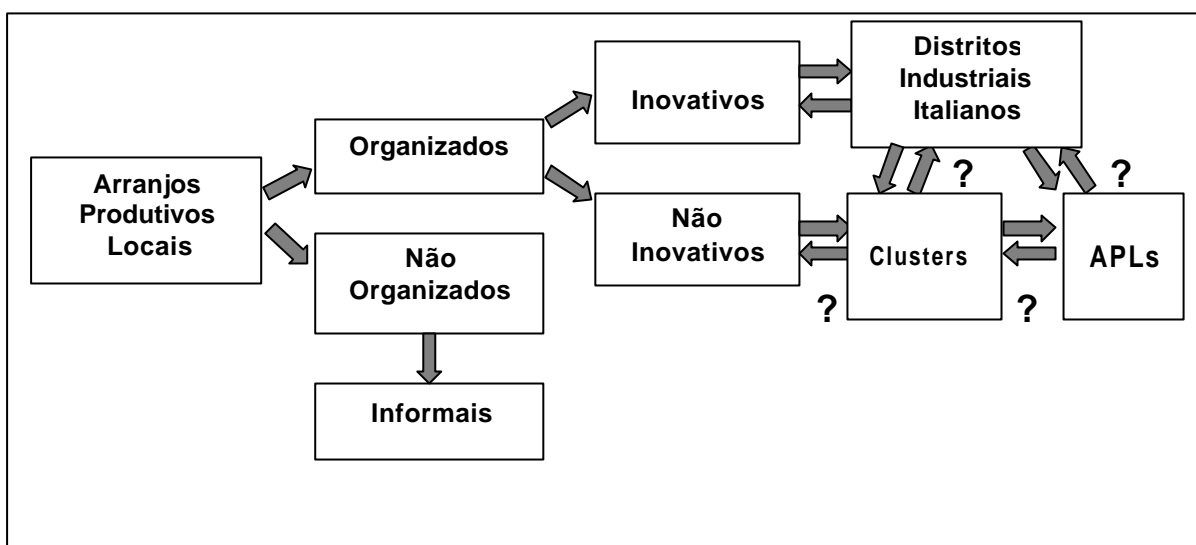 Arranjos
Produtivos
Locais
Organizados
Não
Organizados
Informais
Inovativos
Não
Inovativos
Distritos
Industriais
Italianos
?
?
Clusters
APLs
?
?